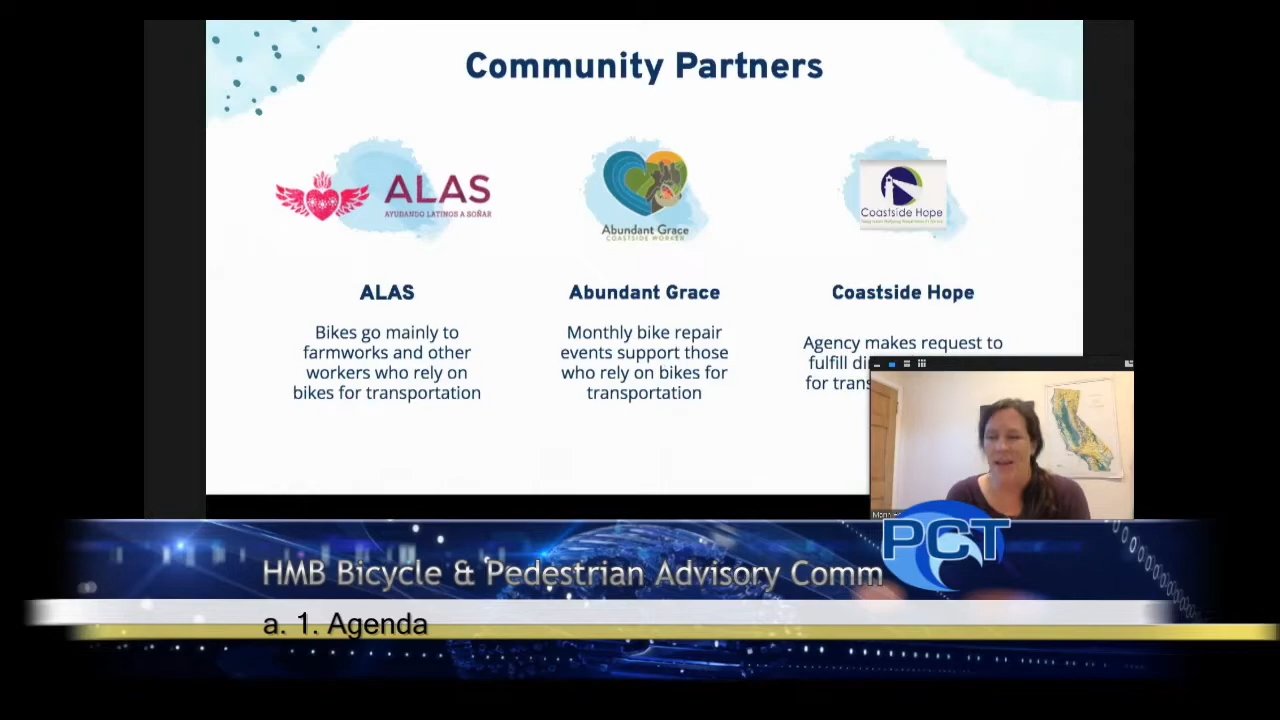 Community Partners
ALAS
AYUDANDO LATINOS A SOÑAR
Abundant Grace
COASTSIDE WORKER
Coastside Hope
ALAS
Bikes go mainly to
farmworks and other
workers who rely on
bikes for transportation
Abundant Grace
Monthly bike repair
events support those
who rely on bikes for
transportation
Coastside Hope
Agency makes request to
fulfill
for
PCT
HMB Bicycle & Pedestrian Advisory Comm
a. 1. Agenda